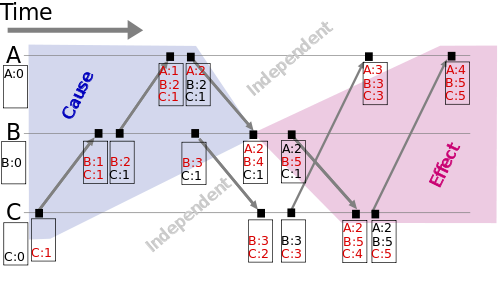 Time
A
A:0
A:1
B:2
C:1
A:2
B:2
C:1
A:3
B:3
C:3
A:4
B:5
C:5
Cause
Independent
B
B:0
B:1
C:1
B:2
C:1
B:3
C:1
A:2
B:4
C:1
A:2
B:5
C:1
Effect
Independent
C
C:0
C:1
B:3
C:2
B:3
C:3
A:2
B:5
C:4
A:2
B:5
C:5